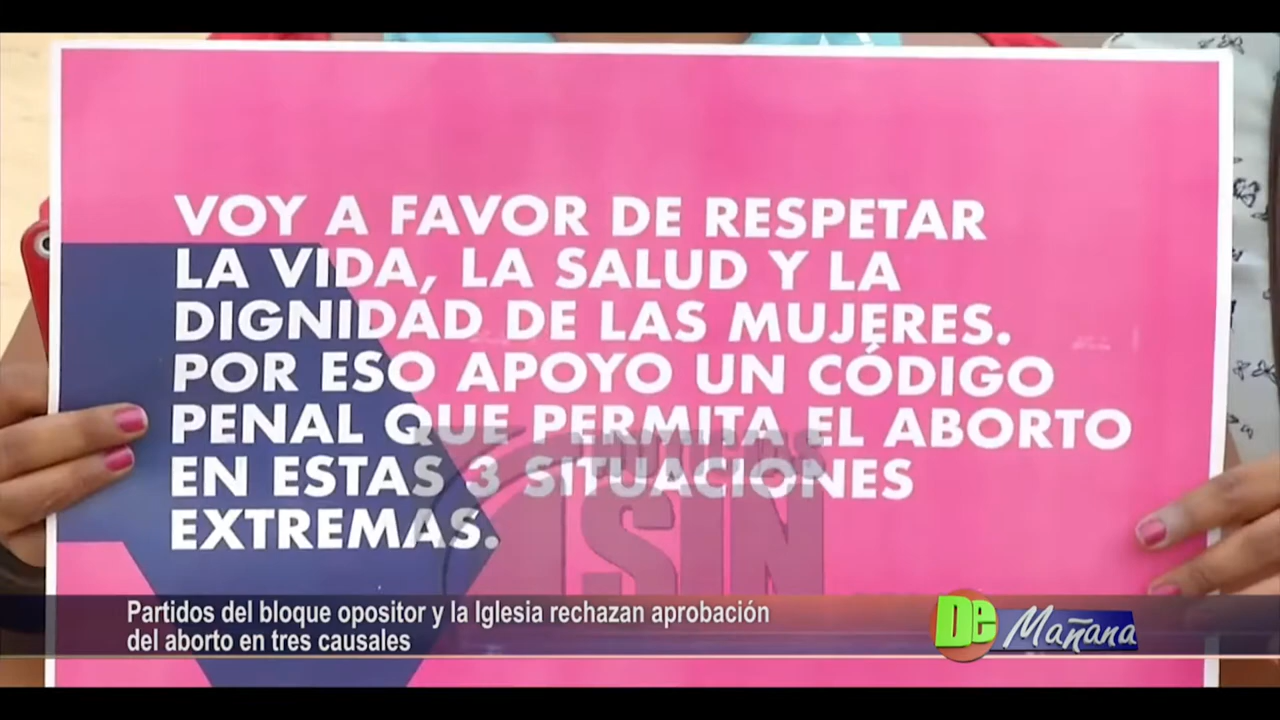 VOY A FAVOR DE RESPETAR
LA VIDA, LA SALUD Y LA
DIGNIDAD DE LAS MUJERES.
POR ESO APOYO UN CÓDIGO
PENAL QUE PERMITA EL ABORTO
EN ESTAS 3 SITUACIONES
EXTREMAS.
NOTICIAS
SIN
Partidos del bloque opositor y la Iglesia rechazan aprobación
del aborto en tres causales
De Mañana